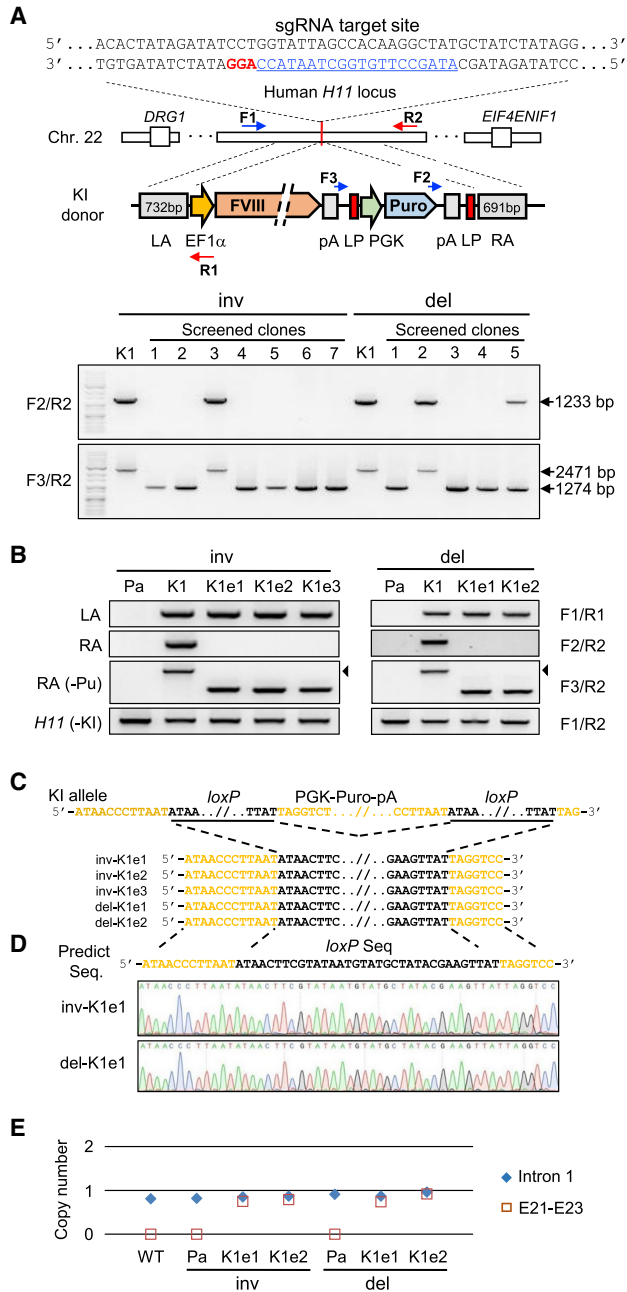 A
sgRNA target site
5′...ACACTATAGATATCCTGGTATTAGCCACAAGGCTATGCTATCTATAGG...3′
3′...TGTGATATCTATAGGACCATAATCGGTGTTCCGATACGATAGATATCC...5′
Human H11 locus
DRG1 F1 R2 EIF4ENIF1
Chr. 22
KI donor
F3 F2
732bp FVIII Puro 691bp
LA EF1α pA LP PGK pA LP RA
R1
inv del
Screened clones Screened clones
K1 1 2 3 4 5 6 7 K1 1 2 3 4 5
F2/R2 1233 bp
F3/R2 2471 bp
1274 bp
B
inv del
Pa K1 K1e1 K1e2 K1e3 Pa K1 K1e1 K1e2
LA F1/R1
RA F2/R2
RA (-Pu) F3/R2
H11 (-KI) F1/R2
C
KI allele loxP PGK-Puro-pA loxP
5′-ATAACCCTTAATATAA..//..TTATTAGGTCT...//...CCTTAATATAA..//..TTATTAG-3′
inv-K1e1 5′-ATAACCCTTAATATAACTTC..//..GAAGTTATTAGGTCC-3′
inv-K1e2 5′-ATAACCCTTAATATAACTTC..//..GAAGTTATTAGGTCC-3′
inv-K1e3 5′-ATAACCCTTAATATAACTTC..//..GAAGTTATTAGGTCC-3′
del-K1e1 5′-ATAACCCTTAATATAACTTC..//..GAAGTTATTAGGTCC-3′
del-K1e2 5′-ATAACCCTTAATATAACTTC..//..GAAGTTATTAGGTCC-3′
D
Predict Seq.
loxP Seq
5′-ATAACCCTTAATATAACTTCGTATAATGTATGCTATACGAAGTTATTAGGTCC-3′
ATAACCCTTAATATAACTTCGTATAATGTATGCTATACGAAGTTATTAGGTCC
inv-K1e1
ATAACCCTTAATATAACTTCGTATAATGTATGCTATACGAAGTTATTAGGTCC
del-K1e1
E
Copy number
2
1
0
WT Pa K1e1 K1e2 Pa K1e1 K1e2
inv del
Intron 1
E21-E23